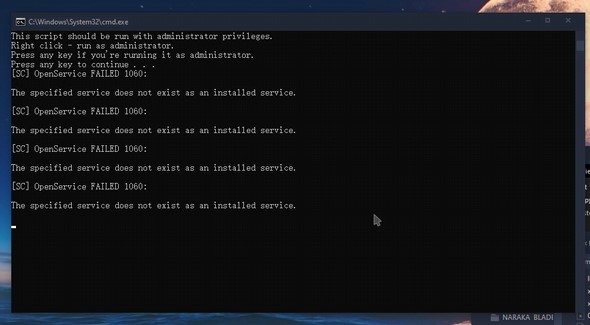 C:\Windows\System32\cmd.exe
This script should be run with administrator privileges.
Right click - run as administrator.
Press any key if you're running it as administrator.
Press any key to continue . . .
[SC] OpenService FAILED 1060:
The specified service does not exist as an installed service.
[SC] OpenService FAILED 1060:
The specified service does not exist as an installed service.
[SC] OpenService FAILED 1060:
The specified service does not exist as an installed service.
[SC] OpenService FAILED 1060:
The specified service does not exist as an installed service.
NARAKA BLADI